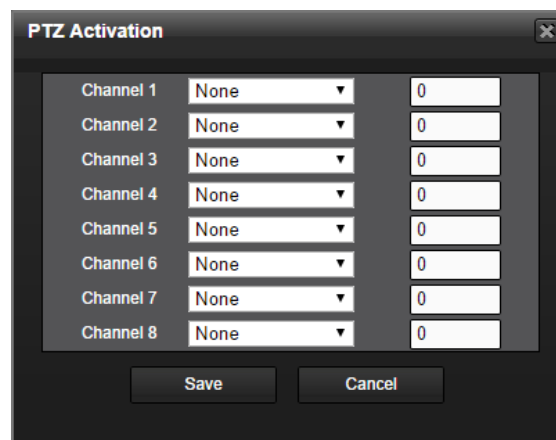 PTZ Activation
Channel 1 None 0
Channel 2 None 0
Channel 3 None 0
Channel 4 None 0
Channel 5 None 0
Channel 6 None 0
Channel 7 None 0
Channel 8 None 0
Save Cancel